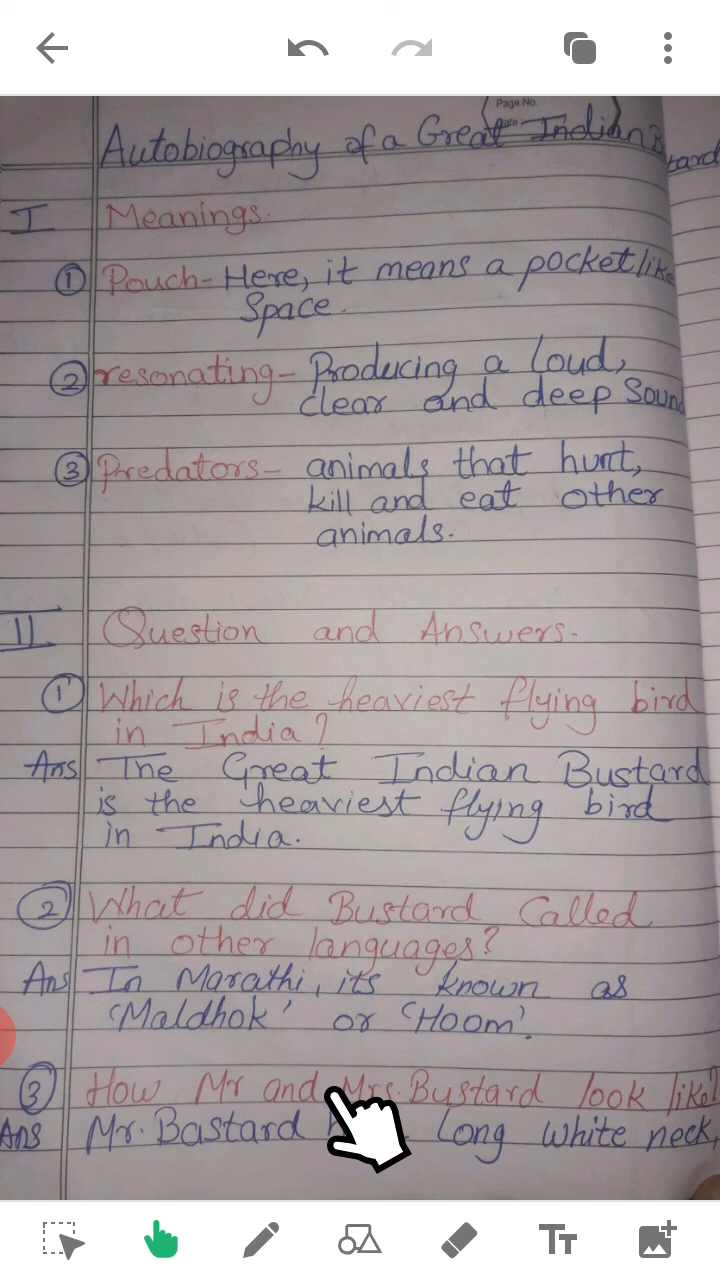 Page No.
Autobiography of a Great Indian
I Meanings.
① Pouch - Here, it means a pocket like
Space.
② resonating - Producing a loud,
clear and deep Sound
③ Predators - animals that hunt,
kill and eat other
animals.
II Question and Answers.
① Which is the heaviest flying bird
in India?
Ans The Great Indian Bustard
is the heaviest flying bird
in India.
② What did Bustard Called
in other languages?
Ans In Marathi, its known as
'Maldhok' or 'Hoom'.
③ How Mr and Mrs. Bustard look like?
Ans Mr. Bastard long white neck,
TT